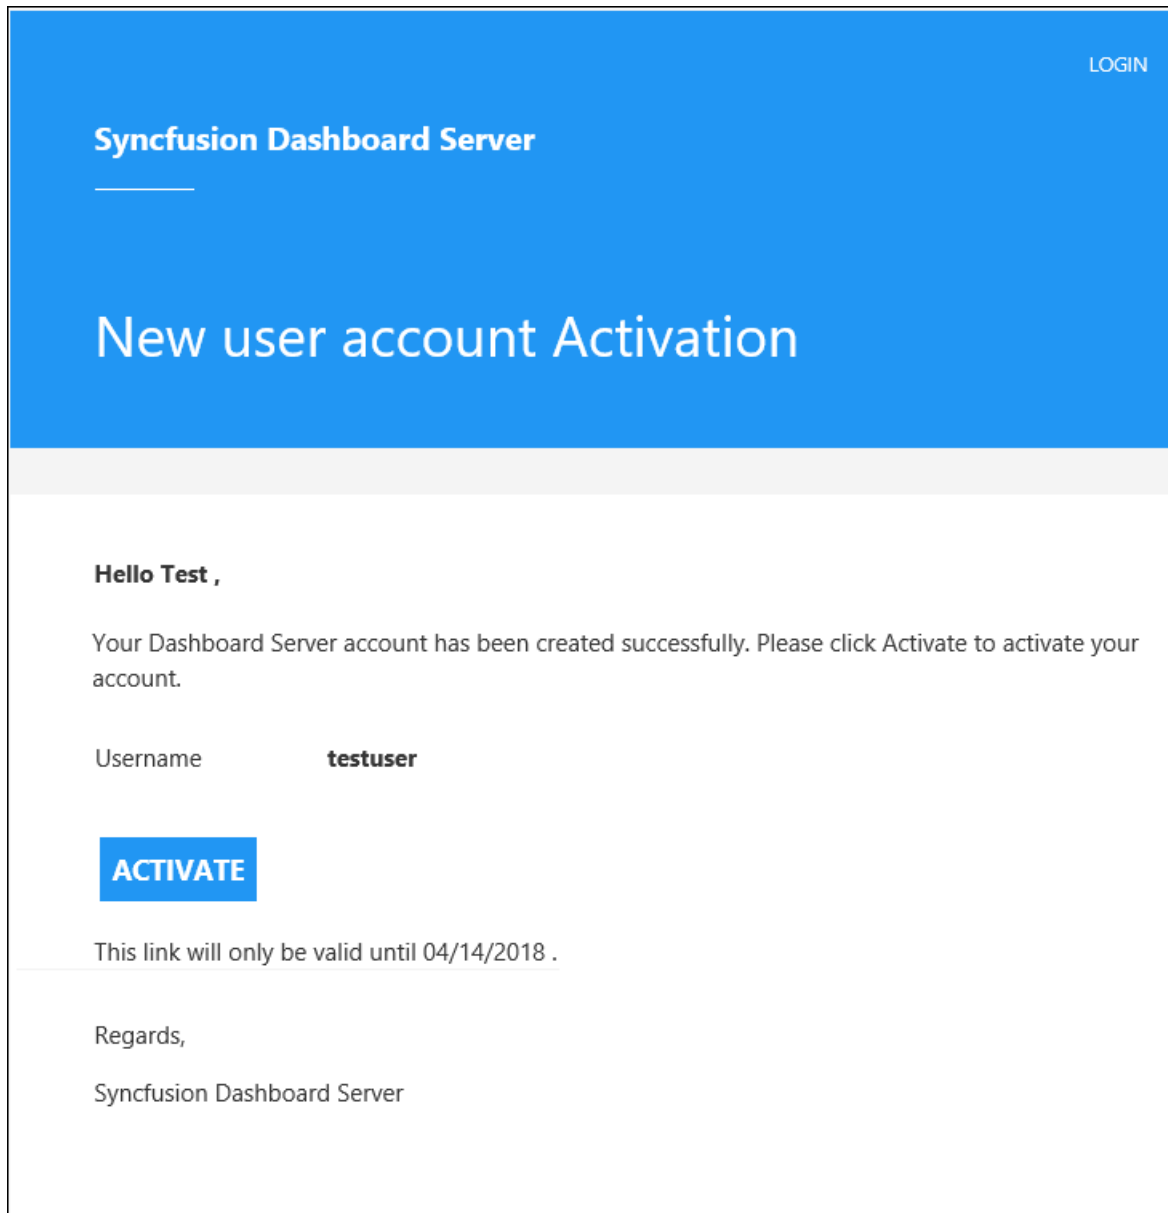 LOGIN
Syncfusion Dashboard Server
New user account Activation
Hello Test ,
Your Dashboard Server account has been created successfully. Please click Activate to activate your
account.
Username testuser
ACTIVATE
This link will only be valid until 04/14/2018 .
Regards,
Syncfusion Dashboard Server